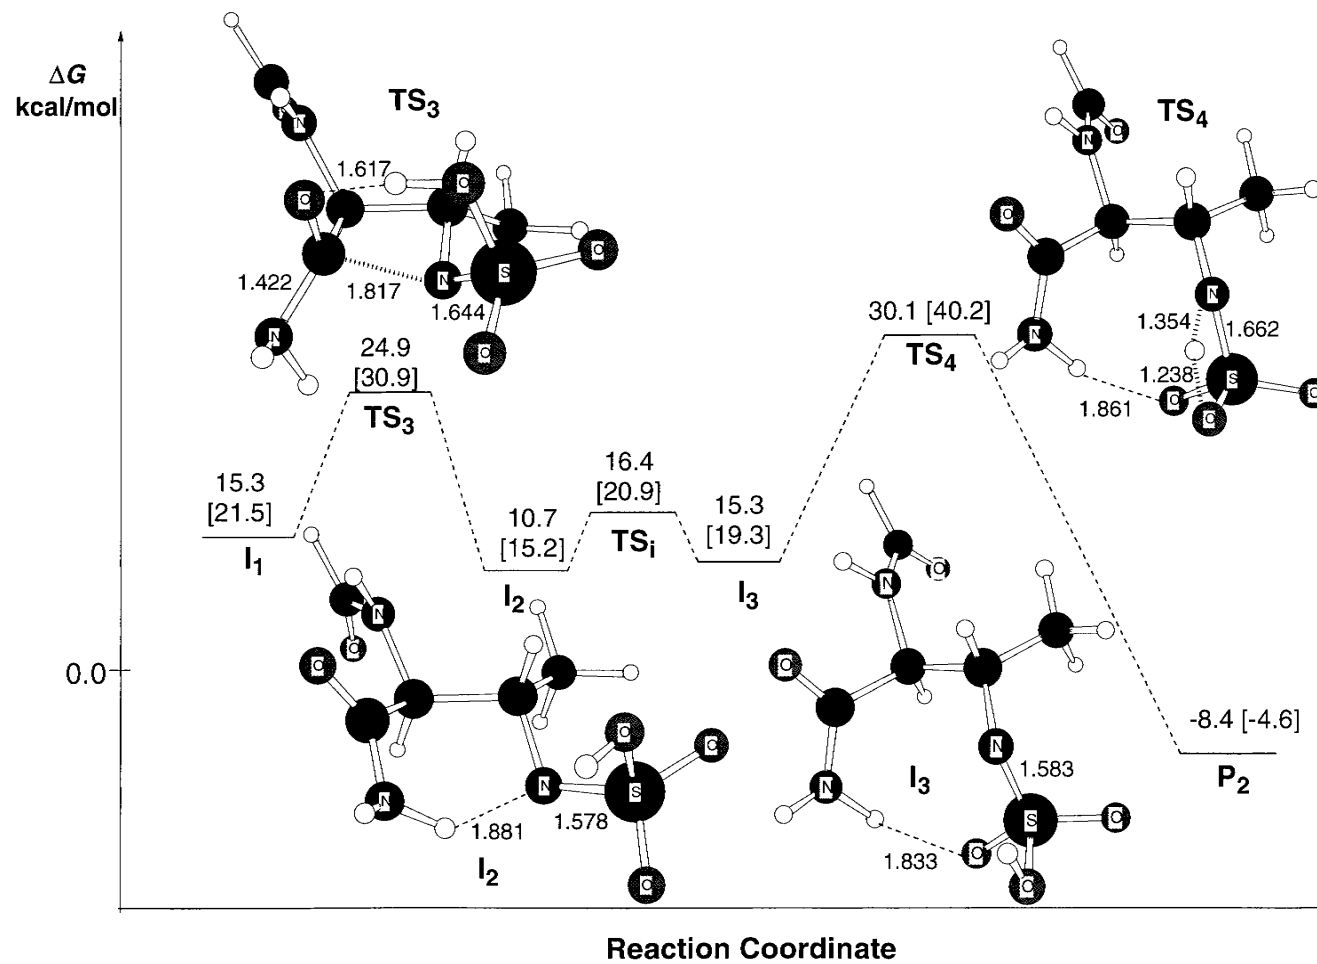 ΔG
kcal/mol
TS3
TS4
N
O
1.617
O
O
N
S
O
1.422
1.817
1.644
N
O
24.9
[30.9]
TS3
N
O
O
N
1.354
1.662
N
1.238
S
O
O
1.861
O
30.1 [40.2]
TS4
15.3
[21.5]
I1
10.7
[15.2]
I2
16.4
[20.9]
TSi
15.3
[19.3]
I3
0.0
N
O
O
O
O
N
S
N
1.881
1.578
O
I2
N
O
O
N
1.583
I3
N
S
O
O
1.833
O
-8.4 [-4.6]
P2
Reaction Coordinate